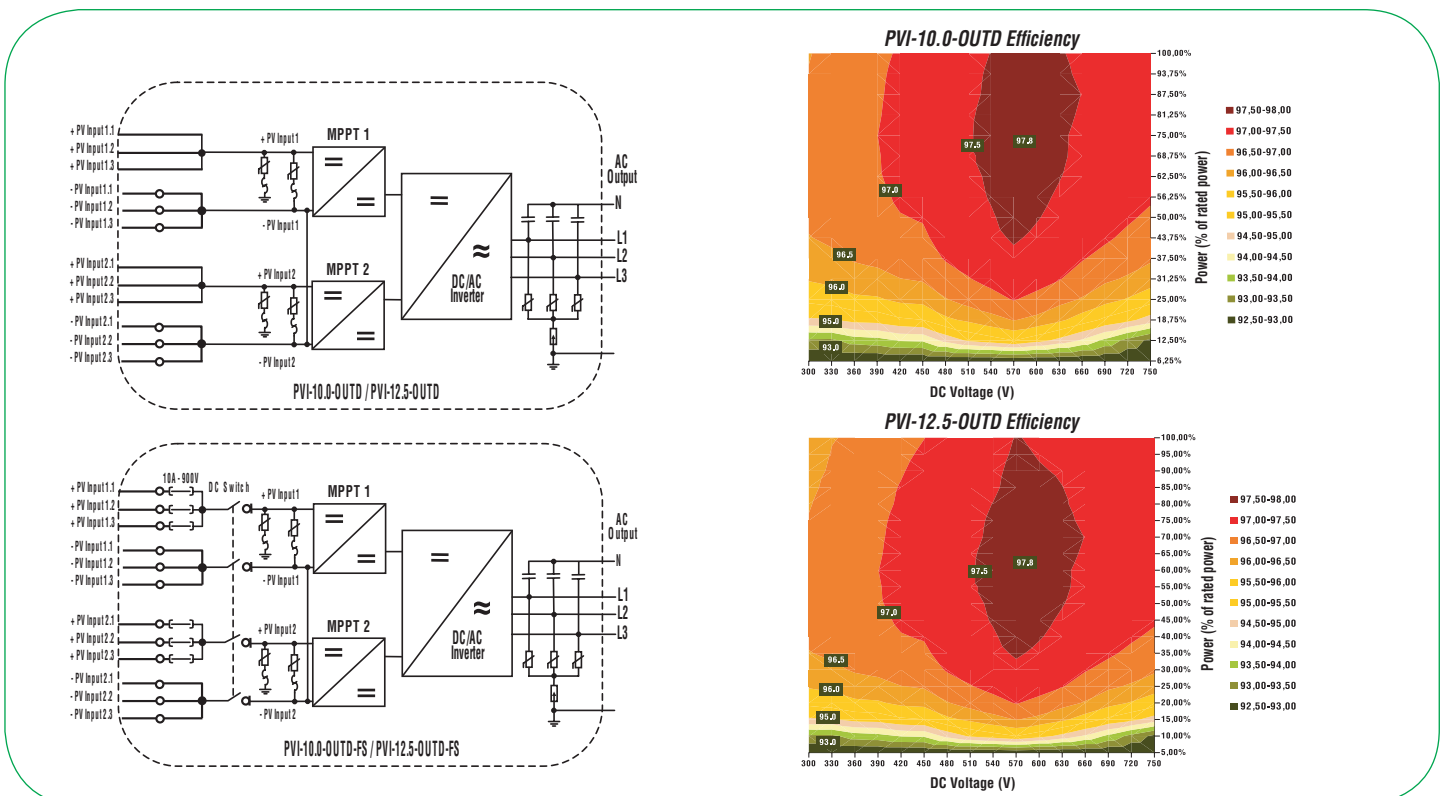 + PV Input 1.1
+ PV Input 1.2
+ PV Input 1.3
- PV Input 1.1
- PV Input 1.2
- PV Input 1.3
+ PV Input 2.1
+ PV Input 2.2
+ PV Input 2.3
- PV Input 2.1
- PV Input 2.2
- PV Input 2.3
+ PV Input 1
- PV Input 1
+ PV Input 2
- PV Input 2
MPPT 1
MPPT 2
DC/AC
Inverter
AC
Output
N
L1
L2
L3
PVI-10.0-OUTD / PVI-12.5-OUTD
PVI-10.0-OUTD Efficiency
97.5
97.8
97.0
96.5
96.0
95.0
93.0
100,00%
93,75%
87,50%
81,25%
75,00%
68,75%
62,50%
56,25%
50,00%
43,75%
37,50%
31,25%
25,00%
18,75%
12,50%
6,25%
Power (% of rated power)
300 330 360 390 420 450 480 510 540 570 600 630 660 690 720 750
DC Voltage (V)
97,50-98,00
97,00-97,50
96,50-97,00
96,00-96,50
95,50-96,00
95,00-95,50
94,50-95,00
94,00-94,50
93,50-94,00
93,00-93,50
92,50-93,00
10A - 900V
DC Switch
+ PV Input 1.1
+ PV Input 1.2
+ PV Input 1.3
- PV Input 1.1
- PV Input 1.2
- PV Input 1.3
+ PV Input 2.1
+ PV Input 2.2
+ PV Input 2.3
- PV Input 2.1
- PV Input 2.2
- PV Input 2.3
+ PV Input 1
- PV Input 1
+ PV Input 2
- PV Input 2
MPPT 1
MPPT 2
DC/AC
Inverter
AC
Output
N
L1
L2
L3
PVI-10.0-OUTD-FS / PVI-12.5-OUTD-FS
PVI-12.5-OUTD Efficiency
97.5
97.8
97.0
96.5
96.0
95.0
93.0
100,00%
95,00%
90,00%
85,00%
80,00%
75,00%
70,00%
65,00%
60,00%
55,00%
50,00%
45,00%
40,00%
35,00%
30,00%
25,00%
20,00%
15,00%
10,00%
5,00%
Power (% of rated power)
300 330 360 390 420 450 480 510 540 570 600 630 660 690 720 750
DC Voltage (V)
97,50-98,00
97,00-97,50
96,50-97,00
96,00-96,50
95,50-96,00
95,00-95,50
94,50-95,00
94,00-94,50
93,50-94,00
93,00-93,50
92,50-93,00